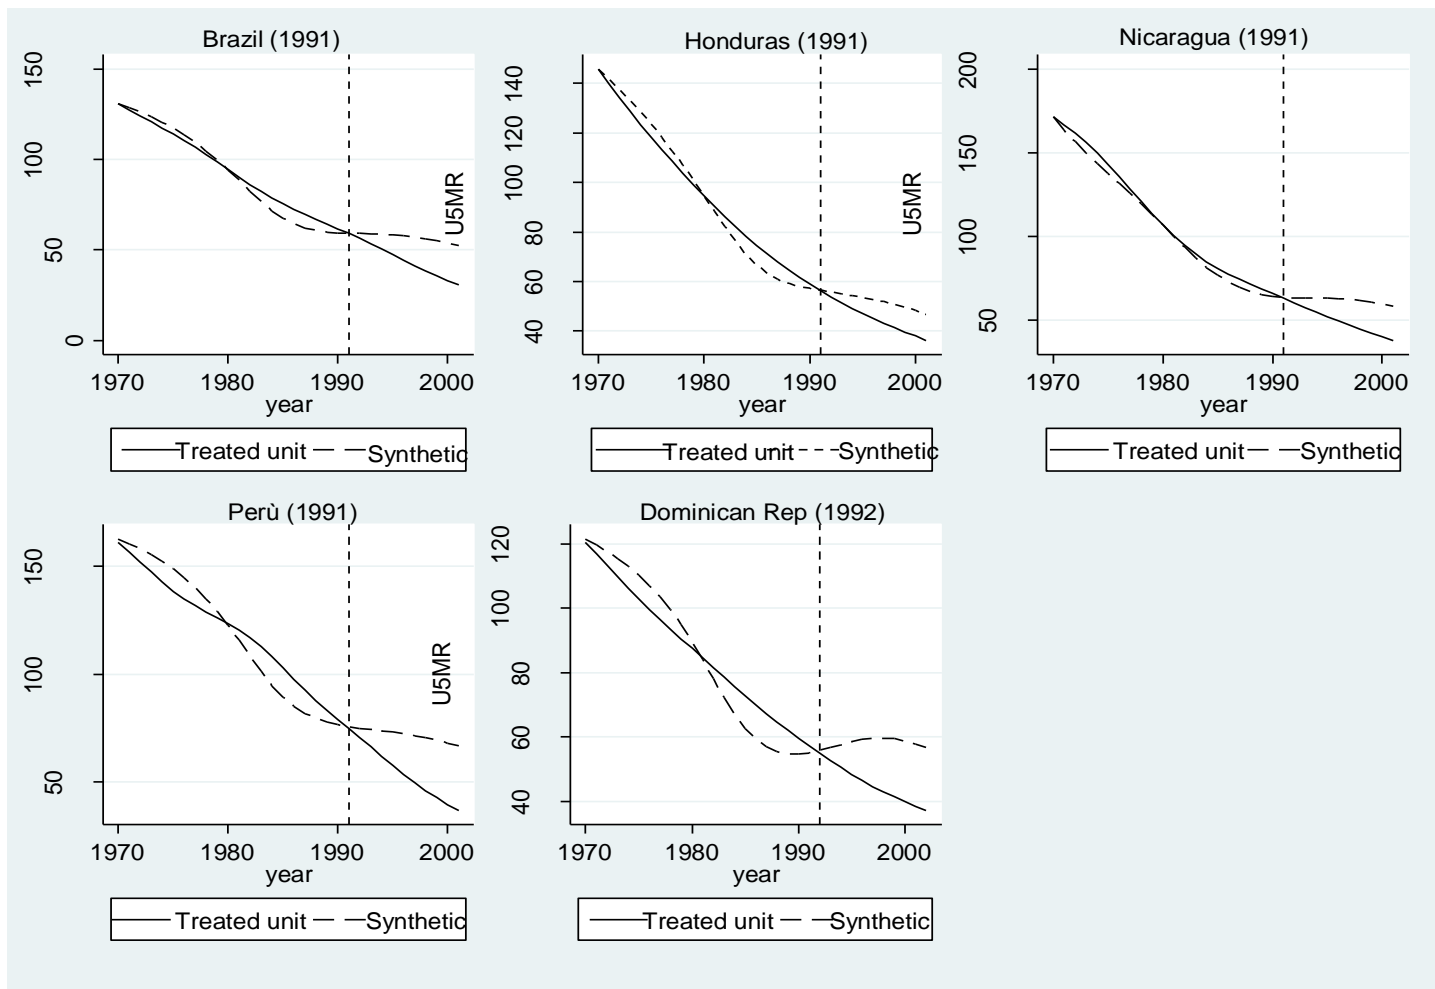 Brazil (1991)
150
100
50
0
1970 1980 1990 2000
year
Treated unit Synthetic
U5MR
Honduras (1991)
140
120
100
80
60
40
1970 1980 1990 2000
year
Treated unit Synthetic
U5MR
Nicaragua (1991)
200
150
100
50
1970 1980 1990 2000
year
Treated unit Synthetic
Perù (1991)
150
100
50
1970 1980 1990 2000
year
Treated unit Synthetic
U5MR
Dominican Rep (1992)
120
100
80
60
40
1970 1980 1990 2000
year
Treated unit Synthetic